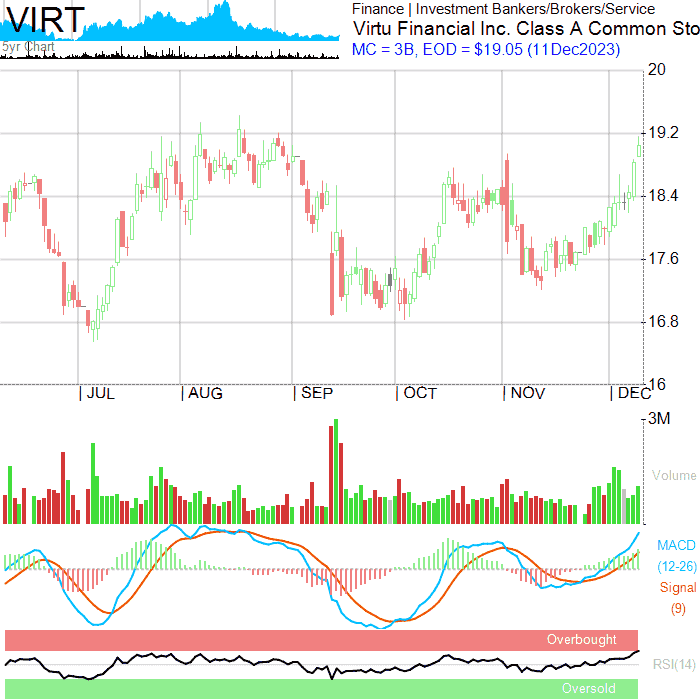 VIRT
5yr Chart
Finance | Investment Bankers/Brokers/Service
Virtu Financial Inc. Class A Common Sto
MC = 3B, EOD = $19.05 (11Dec2023)
20
19.2
18.4
17.6
16.8
16
| JUL | AUG | SEP | OCT | NOV | DEC
3M
Volume
MACD
(12-26)
Signal
(9)
Overbought
RSI(14)
Oversold